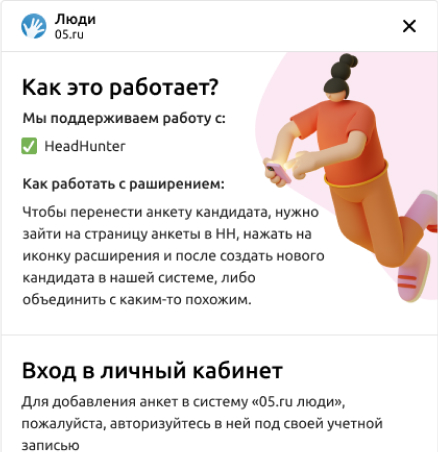 Люди
05.ru
Как это работает?
Мы поддерживаем работу с:
HeadHunter
Как работать с раширением:
Чтобы перенести анкету кандидата, нужно
зайти на страницу анкеты в HH, нажать на
иконку расширения и после создать нового
кандидата в нашей системе, либо
объединить с каким-то похожим.
Вход в личный кабинет
Для добавления анкет в систему «05.ru люди»,
пожалуйста, авторизуйтесь в ней под своей учетной
записью